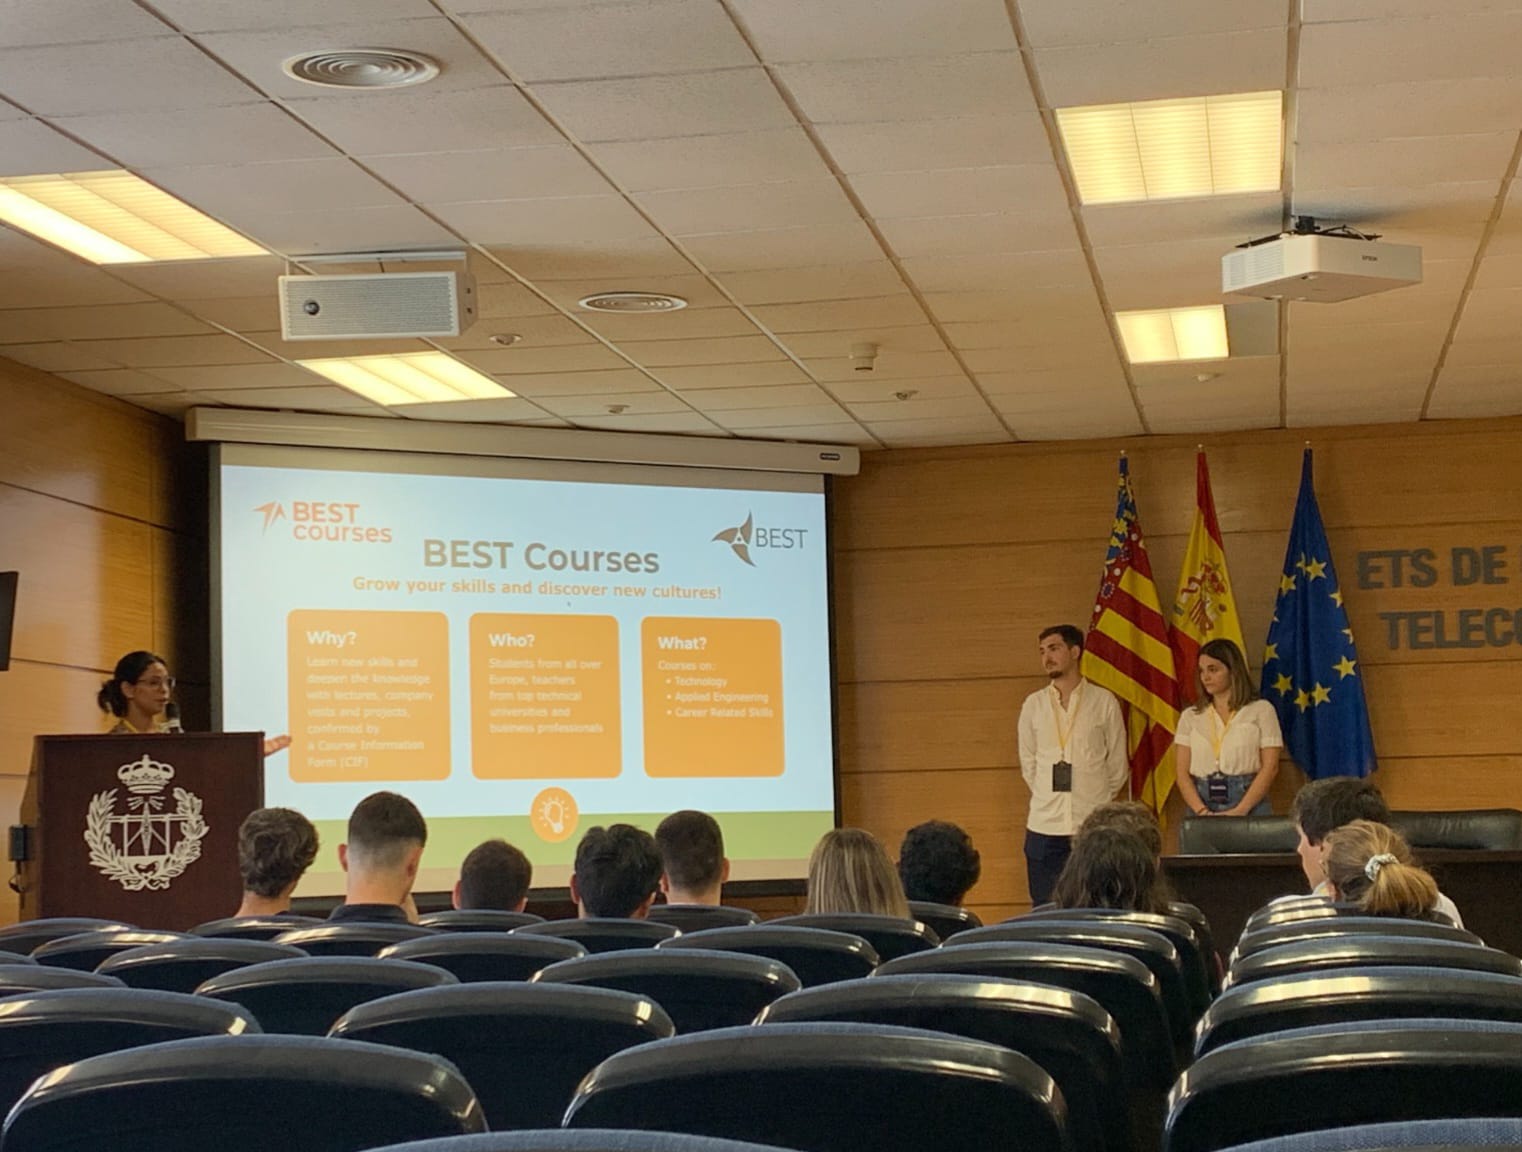 EPSON
BEST
courses
BEST
BEST Courses
Grow your skills and discover new cultures!
Why?
Learn new skills and
deepen the knowledge
with lectures, company
visits and projects,
confirmed by
a Course Information
Form (CIF)
Who?
Students from all over
Europe, teachers
from top technical
universities and
business professionals
What?
Courses on:
• Technology
• Applied Engineering
• Career Related Skills
ETS DE
TELECO